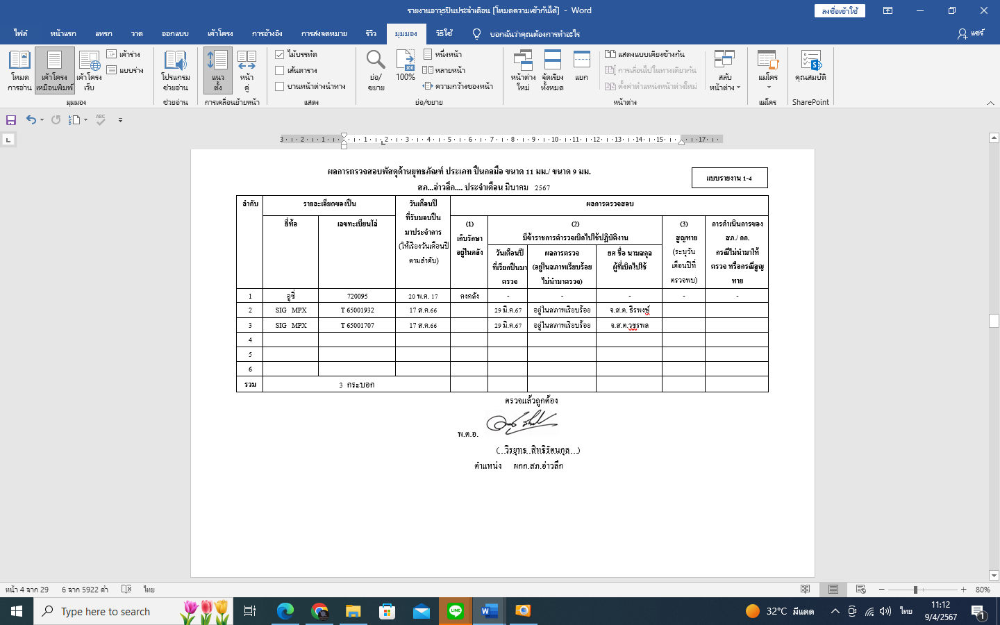 รายงานอาวุธปืนประจำเดือน [โหมดความเข้ากันได้] - Word
ลงชื่อเข้าใช้
ไฟล์ หน้าแรก แทรก วาด ออกแบบ เค้าโครง การอ้างอิง การส่งจดหมาย รีวิว มุมมอง วิธีใช้ บอกฉันว่าคุณต้องการทำอะไร แชร์
โหมด
การอ่าน
เค้าโครง
เหมือนพิมพ์
เค้าโครง
เว็บ
เค้าร่าง
แบบร่าง
มุมมอง
โปรแกรม
ช่วยอ่าน
ช่วยอ่าน
แนว
ตั้ง
หน้า
คู่
การเคลื่อนย้ายหน้า
ไม้บรรทัด
เส้นตาราง
บานหน้าต่างนำทาง
แสดง
ย่อ/
ขยาย
100%
หนึ่งหน้า
หลายหน้า
ความกว้างของหน้า
ย่อ/ขยาย
หน้าต่าง
ใหม่
จัดเรียง
ทั้งหมด
แยก
แสดงแบบเคียงข้างกัน
การเลื่อนไปในทางเดียวกัน
ตั้งค่าตำแหน่งหน้าต่างใหม่
สลับ
หน้าต่าง
หน้าต่าง
แมโคร
แมโคร
คุณสมบัติ
SharePoint
3 2 1 1 2 3 4 5 6 7 8 9 10 11 12 13 14 15 17
ผลการตรวจสอบพัสดุด้านยุทธภัณฑ์ ประเภท ปืนกลมือ ขนาด 11 มม./ ขนาด 9 มม.
แบบรายงาน 1-4
สภ...อ่าวลึก.... ประจำเดือน มีนาคม 2567
ลำดับ รายละเอียดของปืน วันเดือนปี ผลการตรวจสอบ
ที่รับมอบปืน
มาประจำการ
(ให้เรียงวันเดือนปี
ตามลำดับ)
ยี่ห้อ เลขทะเบียนโล่
(1)
เก็บรักษา
อยู่ในคลัง
(2)
มีข้าราชการตำรวจเบิกไปใช้ปฏิบัติงาน
(3)
สูญหาย
(ระบุวัน
เดือนปีที่
ตรวจพบ)
การดำเนินการของ
สภ./ กก.
กรณีไม่นำมาให้
ตรวจ หรือกรณีสูญ
หาย
วันเดือนปี
ที่เรียกปืนมา
ตรวจ
ผลการตรวจ
(อยู่ในสภาพเรียบร้อย
ไม่นำมาตรวจ)
ยศ ชื่อ นามสกุล
ผู้ที่เบิกไปใช้
1 อูซี่ 720095 20 พ.ค. 17 คงคลัง - - - - -
2 SIG MPX T 65001932 17 ส.ค.66 29 มี.ค.67 อยู่ในสภาพเรียบร้อย จ.ส.ต. ธีรพงษ์
3 SIG MPX T 65001707 17 ส.ค.66 29 มี.ค.67 อยู่ในสภาพเรียบร้อย จ.ส.ต.วชรพล
4
5
6
รวม 3 กระบอก
ตรวจแล้วถูกต้อง
พ.ต.อ.
( วีรยุทธ สิทธิรัตนกุล )
ตำแหน่ง ผกก.สภ.อ่าวลึก
หน้า 4 จาก 29 6 จาก 5922 คำ ไทย 80%
Type here to search
32°C มีแดด
ไทย
11:12
9/4/2567
1